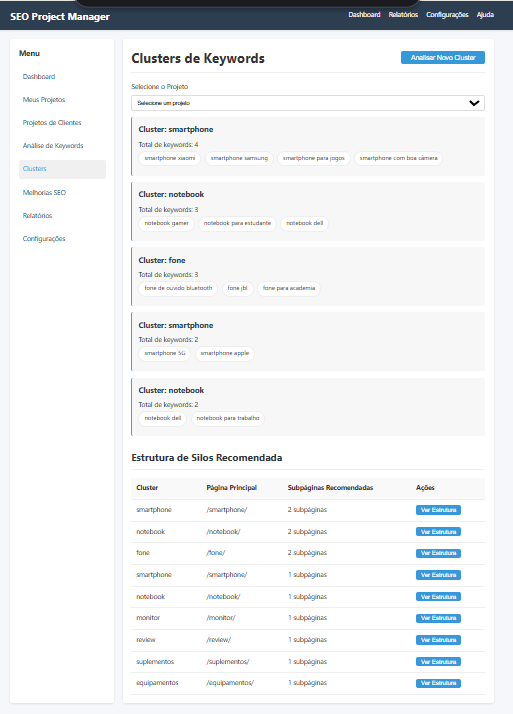 SEO Project Manager
Dashboard Relatórios Configurações Ajuda
Menu
Dashboard
Meus Projetos
Projetos de Clientes
Análise de Keywords
Clusters
Melhorias SEO
Relatórios
Configurações
Clusters de Keywords
Analisar Novo Cluster
Selecione o Projeto
Selecione um projeto
Cluster: smartphone
Total de keywords: 4
smartphone xiaomi smartphone samsung smartphone para jogos smartphone com boa câmera
Cluster: notebook
Total de keywords: 3
notebook gamer notebook para estudante notebook dell
Cluster: fone
Total de keywords: 3
fone de ouvido bluetooth fone jbl fone para academia
Cluster: smartphone
Total de keywords: 2
smartphone 5G smartphone apple
Cluster: notebook
Total de keywords: 2
notebook dell notebook para trabalho
Estrutura de Silos Recomendada
Cluster Página Principal Subpáginas Recomendadas Ações
smartphone /smartphone/ 2 subpáginas Ver Estrutura
notebook /notebook/ 2 subpáginas Ver Estrutura
fone /fone/ 2 subpáginas Ver Estrutura
smartphone /smartphone/ 1 subpáginas Ver Estrutura
notebook /notebook/ 1 subpáginas Ver Estrutura
monitor /monitor/ 1 subpáginas Ver Estrutura
review /review/ 1 subpáginas Ver Estrutura
suplementos /suplementos/ 1 subpáginas Ver Estrutura
equipamentos /equipamentos/ 1 subpáginas Ver Estrutura